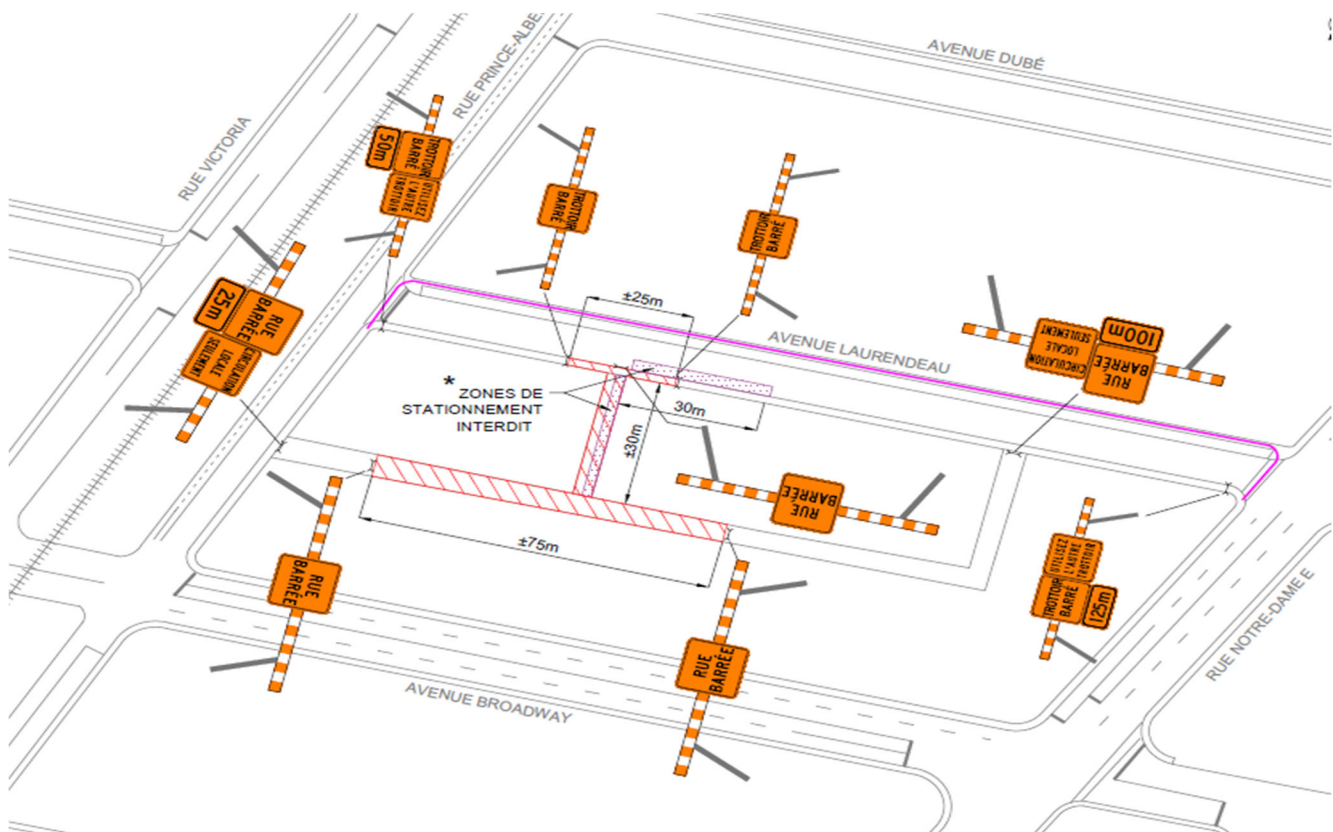 AVENUE DUBÉ
RUE PRINCE-ALBE
RUE VICTORIA
50m
TROTTOIR
BARRÉ
UTILISEZ
L'AUTRE
TROTTOIR
TROTTOIR
BARRÉ
TROTTOIR
BARRÉ
25m
RUE
BARRÉE
CIRCULATION
LOCALE
SEULEMENT
±25m
AVENUE LAURENDEAU
100m
RUE
BARRÉE
CIRCULATION
LOCALE
SEULEMENT
* ZONES DE
STATIONNEMENT
INTERDIT
30m
±30m
RUE
BARRÉE
±75m
UTILISEZ
L'AUTRE
TROTTOIR
TROTTOIR
BARRÉ
125m
RUE
BARRÉE
RUE
BARRÉE
RUE NOTRE-DAME E
AVENUE BROADWAY